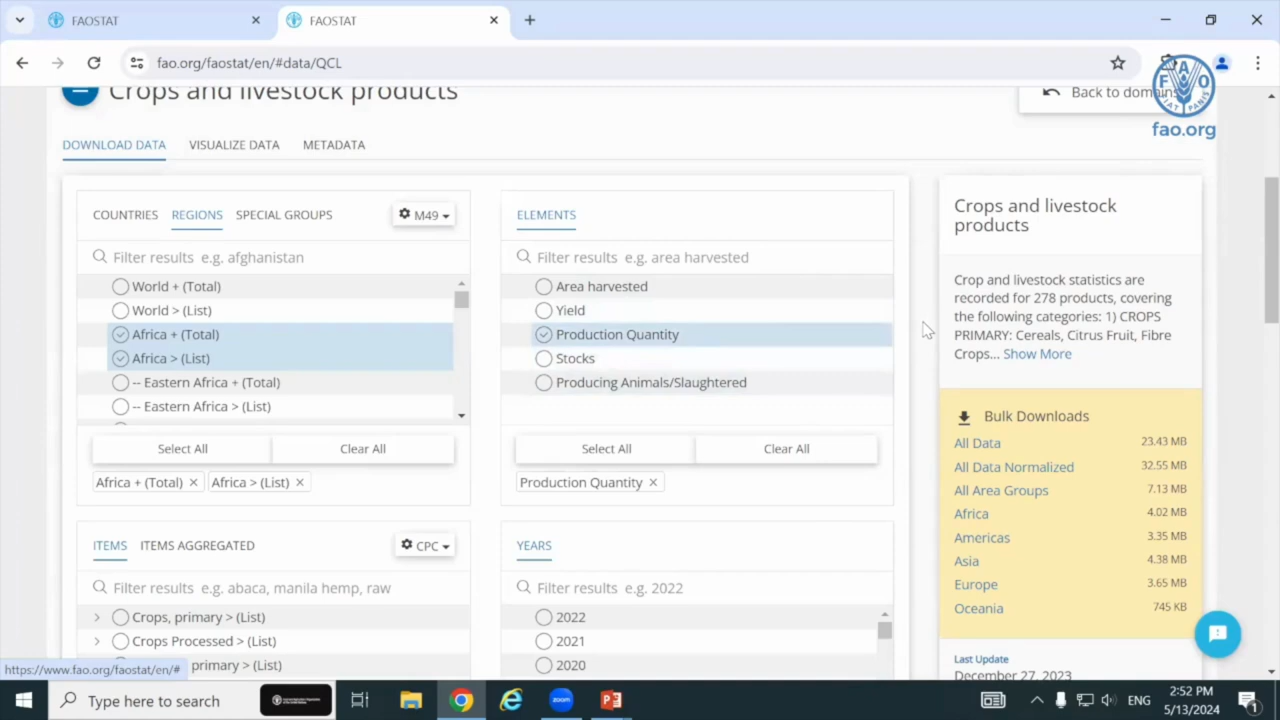 FAOSTAT
FAOSTAT
fao.org/faostat/en/#data/QCL
Crops and livestock products
Back to domains
FAO
FIAT PANIS
fao.org
DOWNLOAD DATA VISUALIZE DATA METADATA
COUNTRIES REGIONS SPECIAL GROUPS M49
Filter results e.g. afghanistan
World + (Total)
World > (List)
Africa + (Total)
Africa > (List)
-- Eastern Africa + (Total)
-- Eastern Africa > (List)
Select All Clear All
Africa + (Total) × Africa > (List) ×
ELEMENTS
Filter results e.g. area harvested
Area harvested
Yield
Production Quantity
Stocks
Producing Animals/Slaughtered
Select All Clear All
Production Quantity ×
ITEMS ITEMS AGGREGATED CPC
Filter results e.g. abaca, manila hemp, raw
Crops, primary > (List)
Crops Processed > (List)
primary > (List)
YEARS
Filter results e.g. 2022
2022
2021
2020
Crops and livestock
products
Crop and livestock statistics are
recorded for 278 products, covering
the following categories: 1) CROPS
PRIMARY: Cereals, Citrus Fruit, Fibre
Crops... Show More
Bulk Downloads
All Data 23.43 MB
All Data Normalized 32.55 MB
All Area Groups 7.13 MB
Africa 4.02 MB
Americas 3.35 MB
Asia 4.38 MB
Europe 3.65 MB
Oceania 745 KB
Last Update
December 27, 2023
https://www.fao.org/faostat/en/#
Type here to search
zoom
ENG
2:52 PM
5/13/2024
1